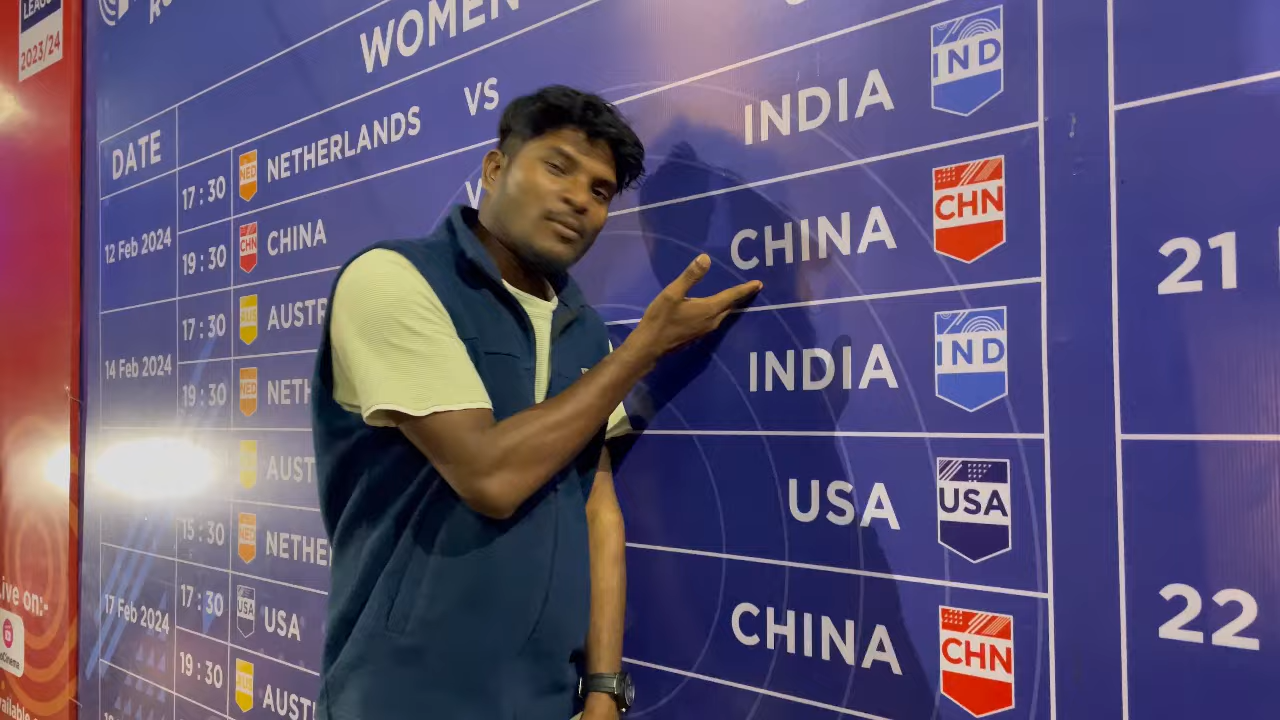 LEAGUE
2023/24
WOMEN
DATE
12 Feb 2024
17 : 30 NED NETHERLANDS VS INDIA IND
19 : 30 CHN CHINA CHINA CHN
14 Feb 2024
17 : 30 AUS AUSTR INDIA IND
19 : 30 NED NETH USA USA
AUST CHINA CHN
15 : 30 NED NETHE
17 Feb 2024
17 : 30 USA USA
19 : 30 AUS AUST
21
22
ive on:-